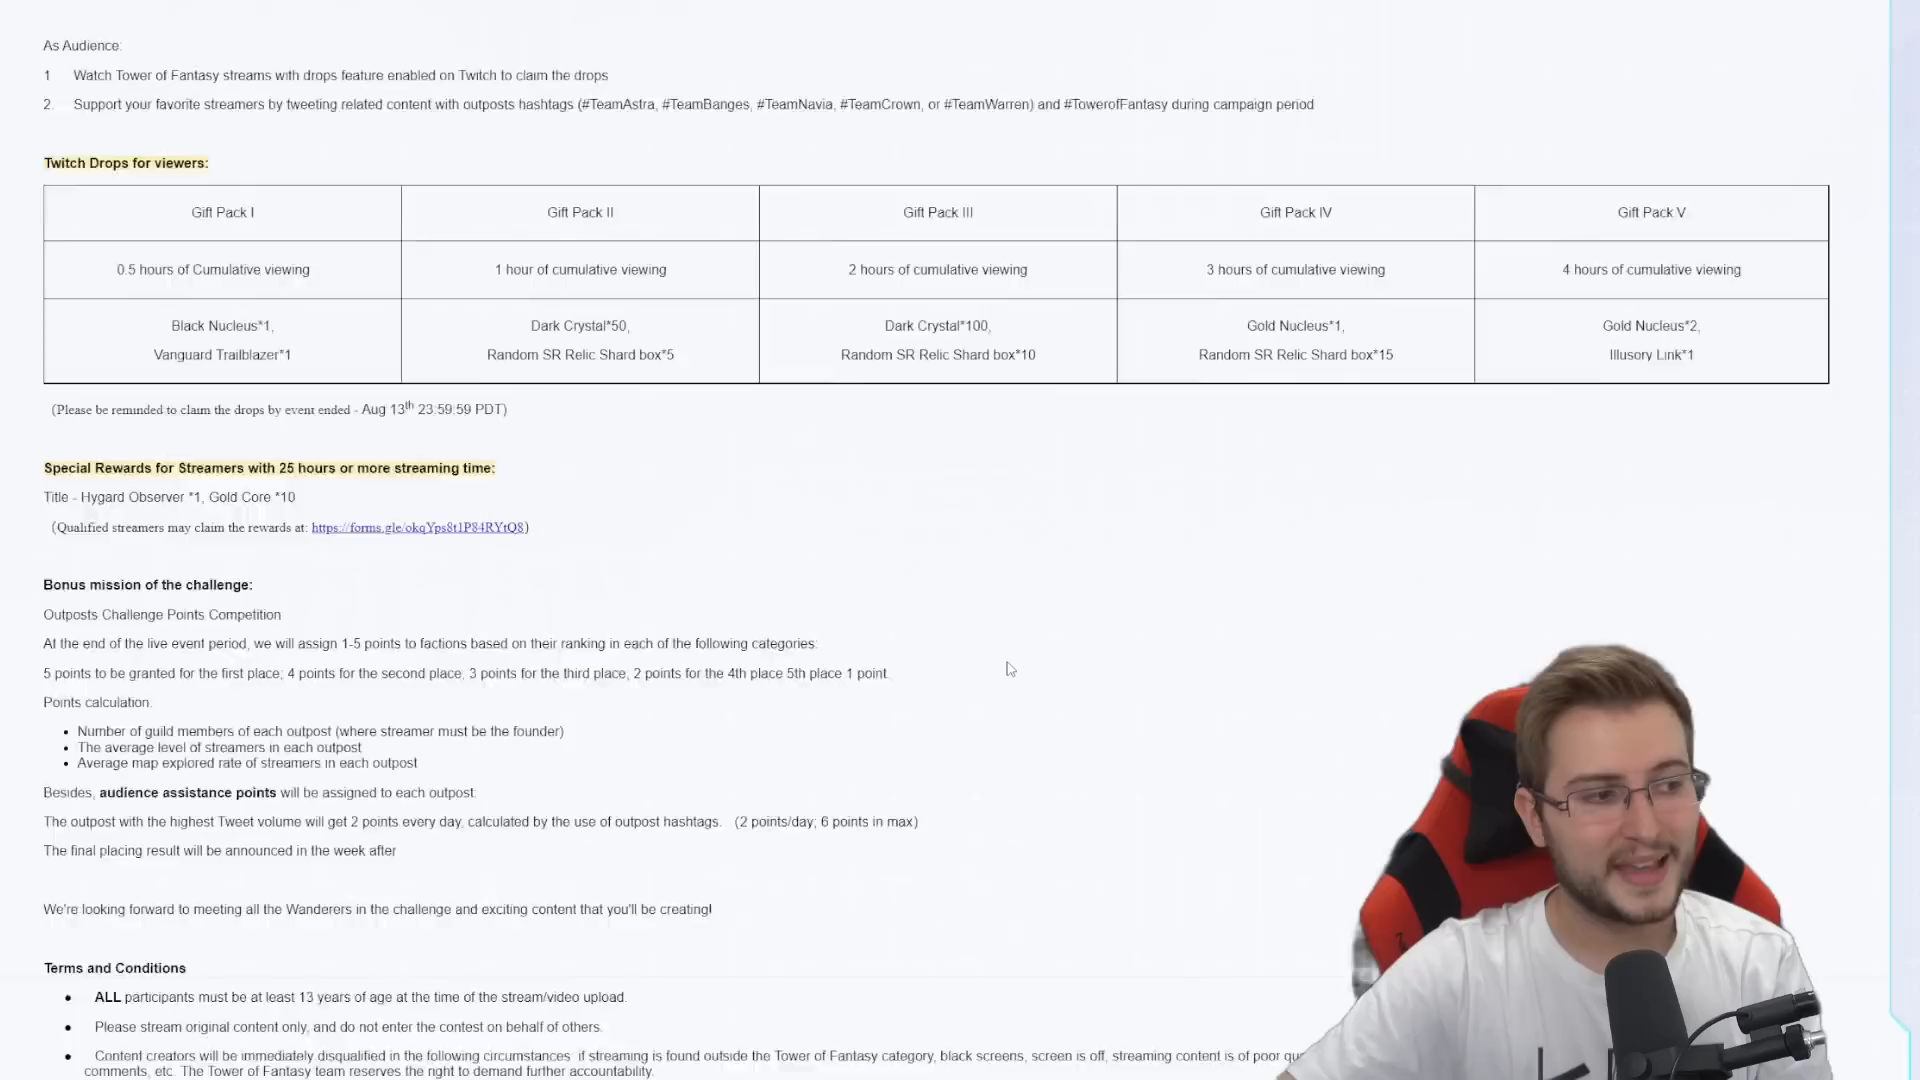 As Audience:
1 Watch Tower of Fantasy streams with drops feature enabled on Twitch to claim the drops
2. Support your favorite streamers by tweeting related content with outposts hashtags (#TeamAstra, #TeamBanges, #TeamNavia, #TeamCrown, or #TeamWarren) and #TowerofFantasy during campaign period
Twitch Drops for viewers:
Gift Pack I Gift Pack II Gift Pack III Gift Pack IV Gift Pack V
0.5 hours of Cumulative viewing 1 hour of cumulative viewing 2 hours of cumulative viewing 3 hours of cumulative viewing 4 hours of cumulative viewing
Black Nucleus*1, Dark Crystal*50, Dark Crystal*100, Gold Nucleus*1, Gold Nucleus*2,
Vanguard Trailblazer*1 Random SR Relic Shard box*5 Random SR Relic Shard box*10 Random SR Relic Shard box*15 Illusory Link*1
(Please be reminded to claim the drops by event ended - Aug 13th 23:59:59 PDT)
Special Rewards for Streamers with 25 hours or more streaming time:
Title - Hygard Observer *1, Gold Core *10
(Qualified streamers may claim the rewards at: https://forms.gle/okqYps8t1P84RYtQ8)
Bonus mission of the challenge:
Outposts Challenge Points Competition
At the end of the live event period, we will assign 1-5 points to factions based on their ranking in each of the following categories:
5 points to be granted for the first place; 4 points for the second place, 3 points for the third place, 2 points for the 4th place 5th place 1 point.
Points calculation:
• Number of guild members of each outpost (where streamer must be the founder)
• The average level of streamers in each outpost
• Average map explored rate of streamers in each outpost
Besides, audience assistance points will be assigned to each outpost.
The outpost with the highest Tweet volume will get 2 points every day, calculated by the use of outpost hashtags. (2 points/day; 6 points in max)
The final placing result will be announced in the week after
We're looking forward to meeting all the Wanderers in the challenge and exciting content that you'll be creating!
Terms and Conditions
• ALL participants must be at least 13 years of age at the time of the stream/video upload.
• Please stream original content only, and do not enter the contest on behalf of others.
• Content creators will be immediately disqualified in the following circumstances: if streaming is found outside the Tower of Fantasy category, black screens, screen is off, streaming content is of poor
comments, etc. The Tower of Fantasy team reserves the right to demand further accountability.